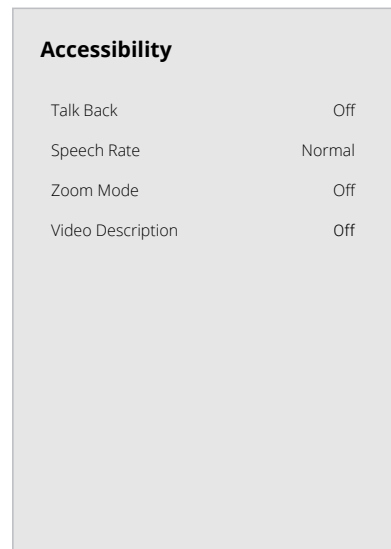 Accessibility
Talk Back Off
Speech Rate Normal
Zoom Mode Off
Video Description Off